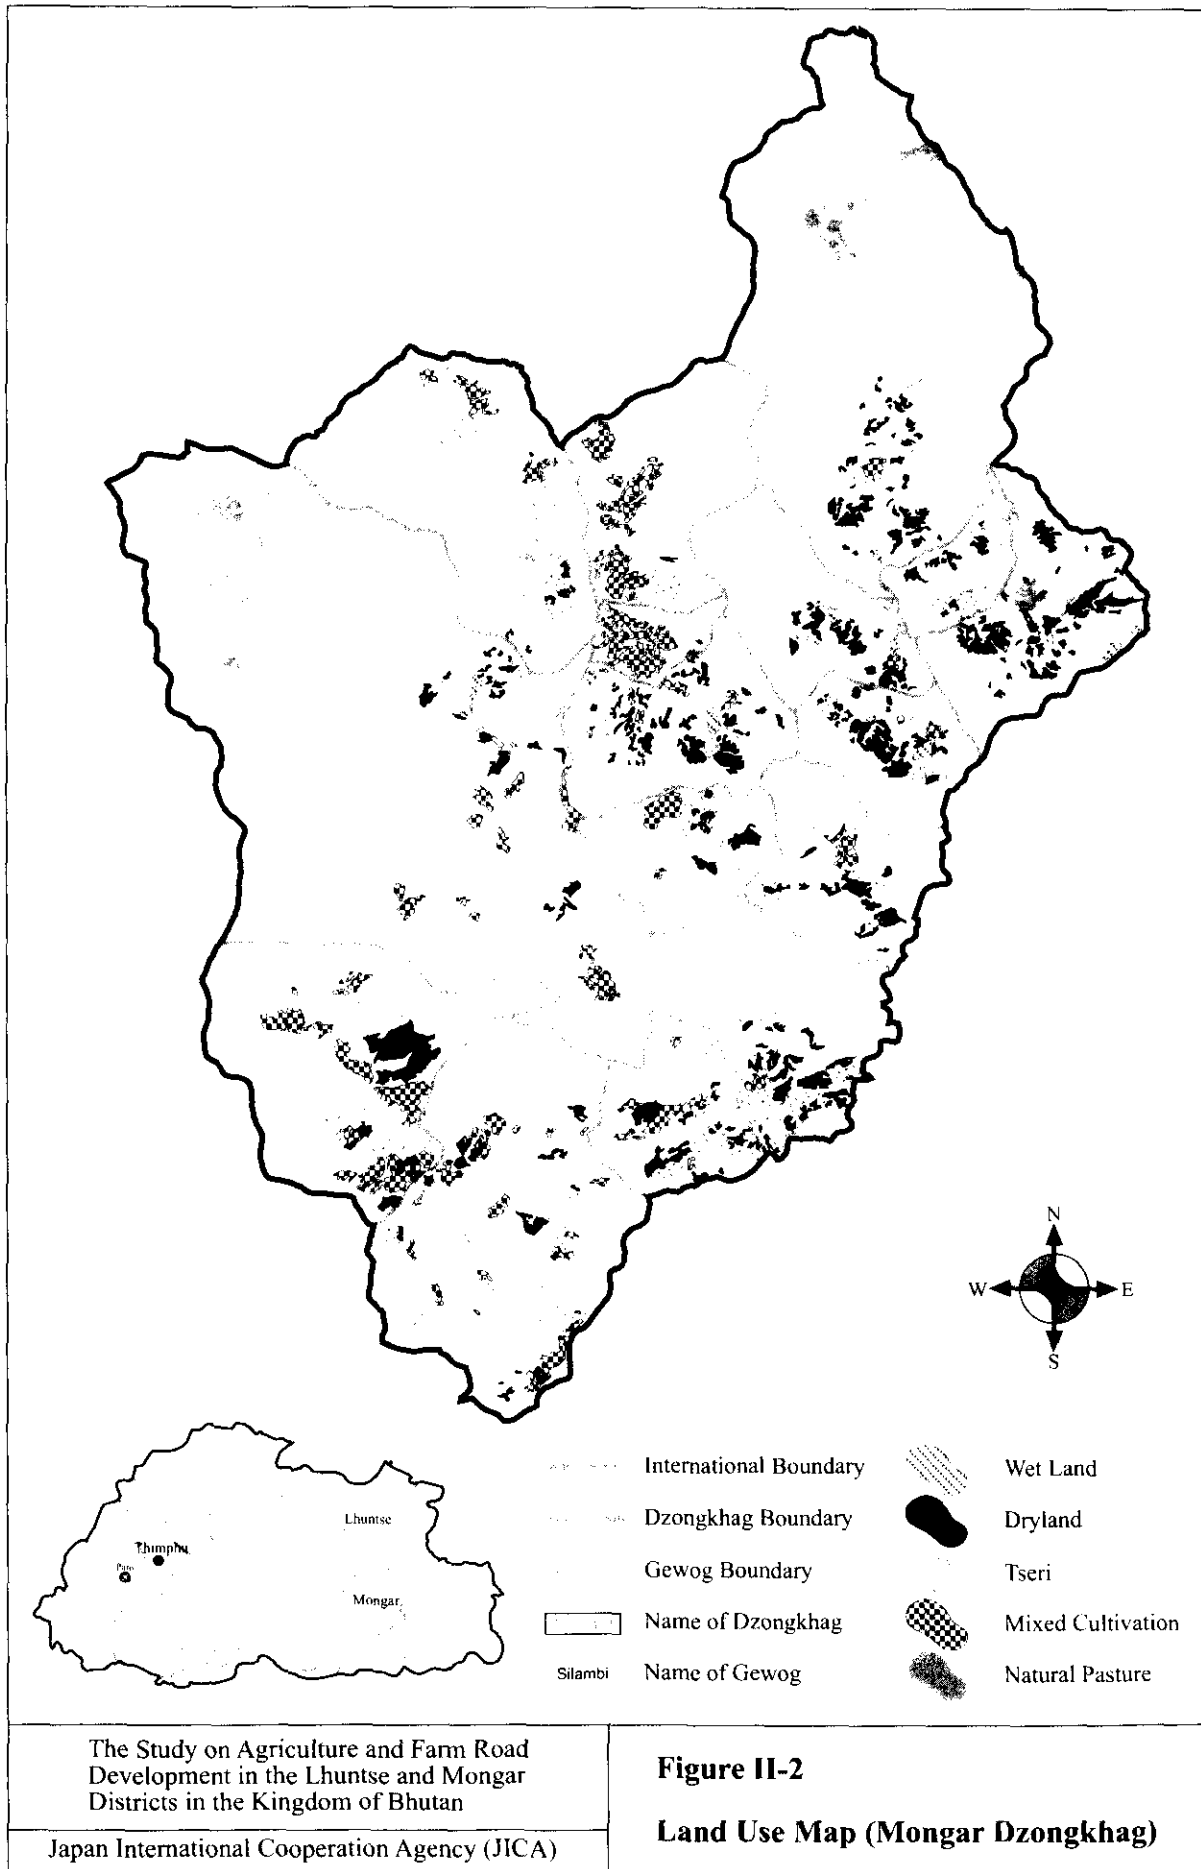 N
W
E
S
Lhuntse
Thimphu
Paro
Mongar
International Boundary
Dzongkhag Boundary
Gewog Boundary
Name of Dzongkhag
Silambi
Name of Gewog
Wet Land
Dryland
Tseri
Mixed Cultivation
Natural Pasture
The Study on Agriculture and Farm Road
Development in the Lhuntse and Mongar
Districts in the Kingdom of Bhutan
Japan International Cooperation Agency (JICA)
Figure II-2
Land Use Map (Mongar Dzongkhag)